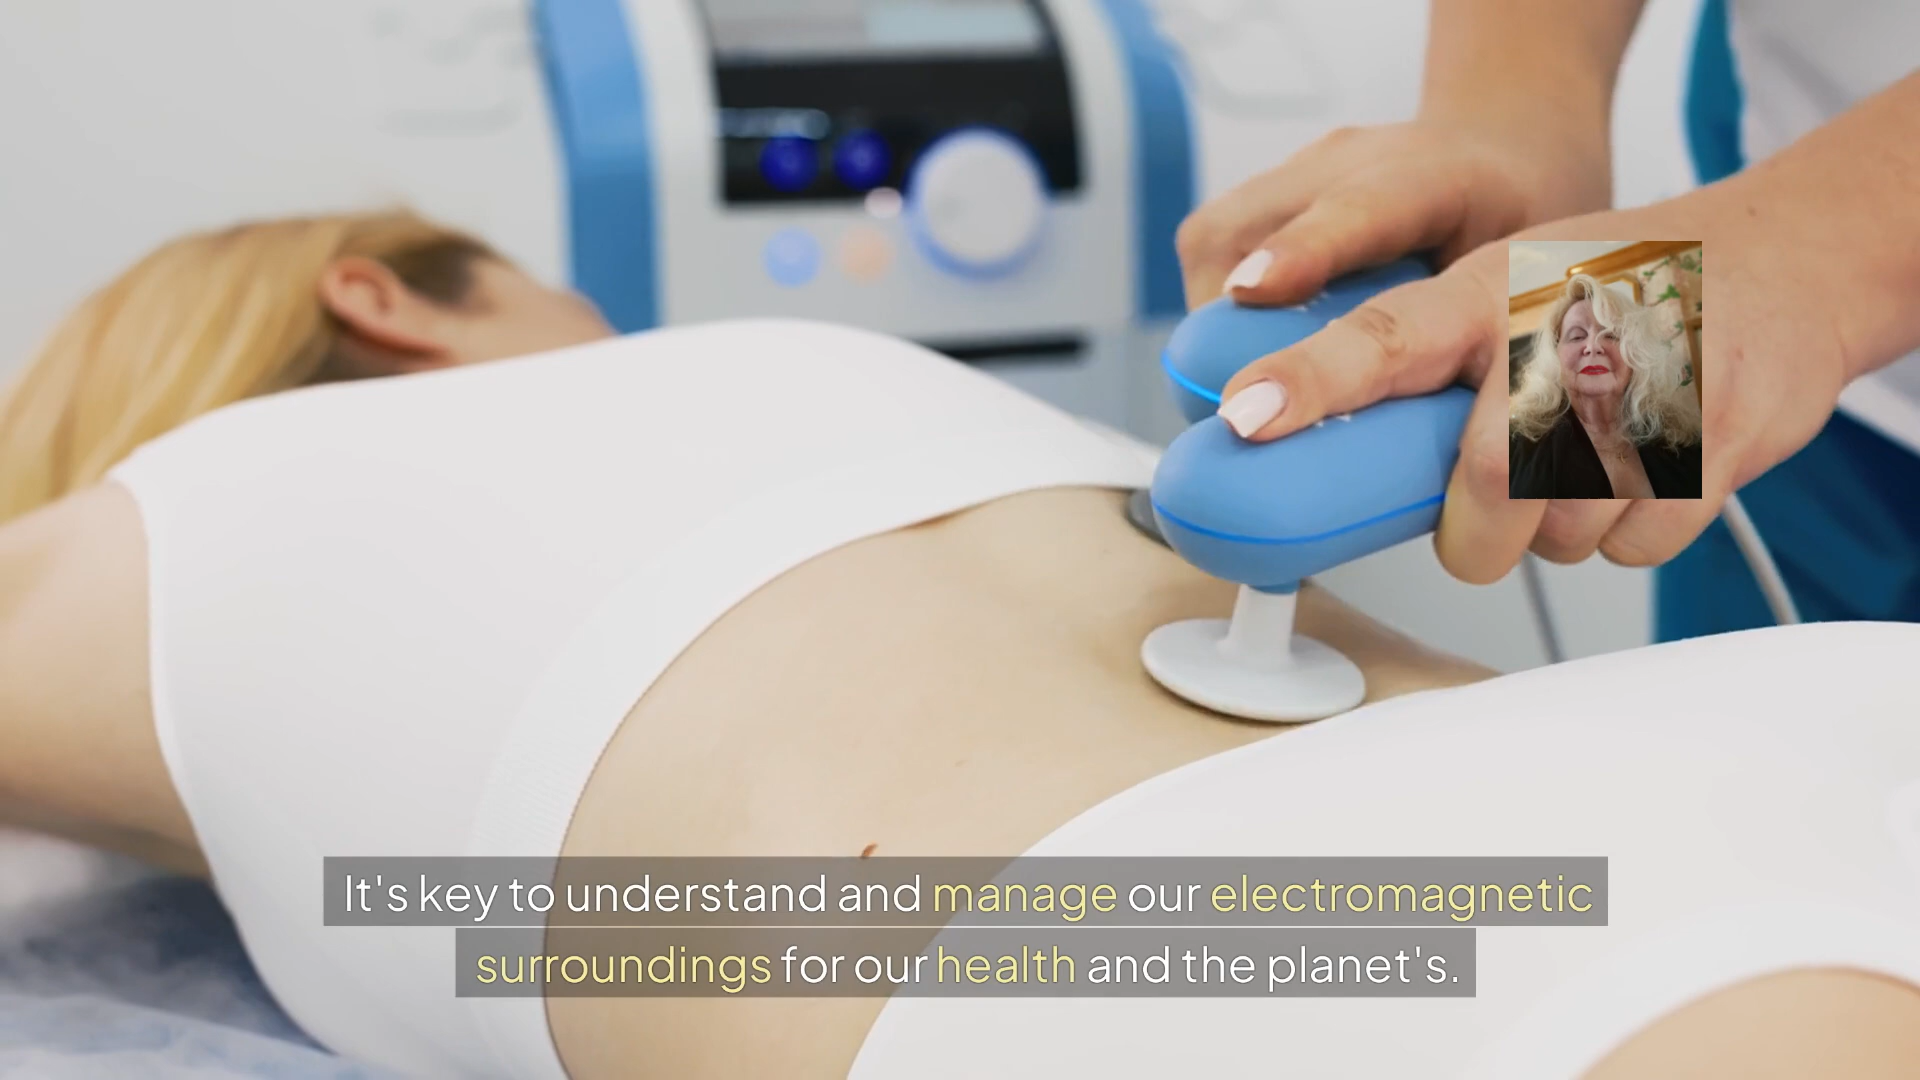 It's key to understand and manage our electromagnetic
surroundings for our health and the planet's.